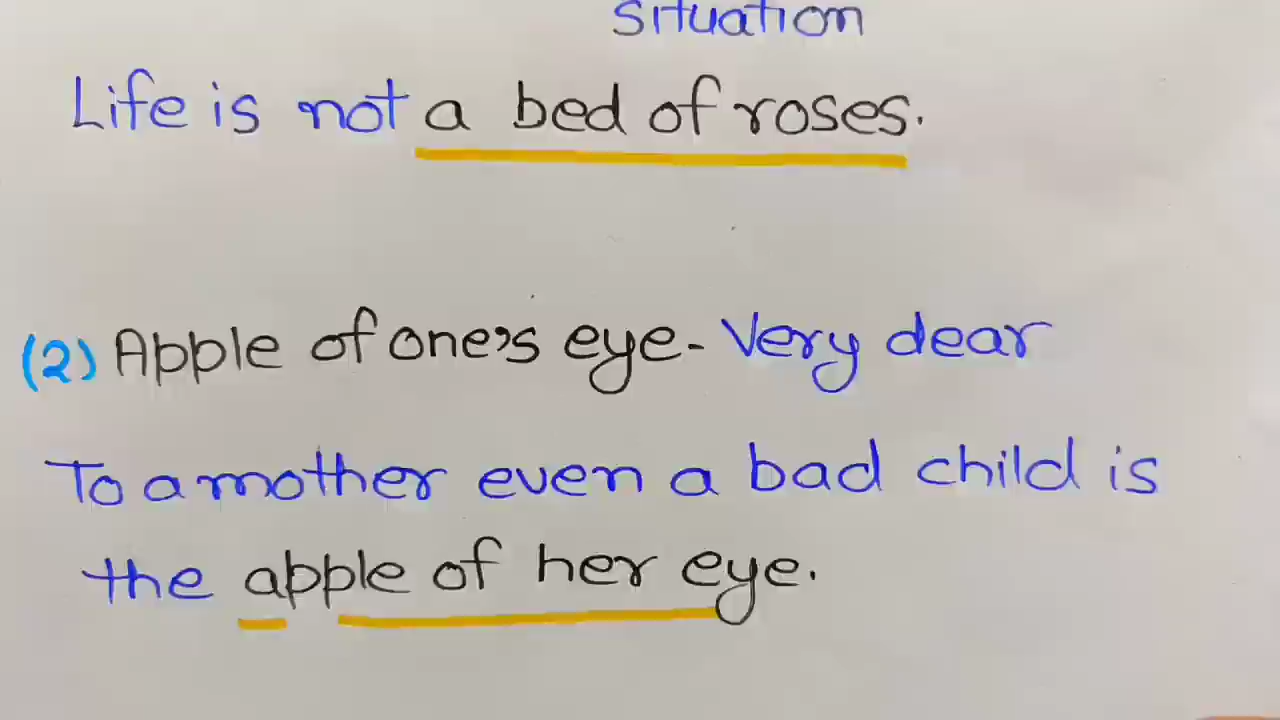 Situation
Life is not a bed of roses.
(2) Apple of one's eye - Very dear
To a mother even a bad child is
the apple of her eye.